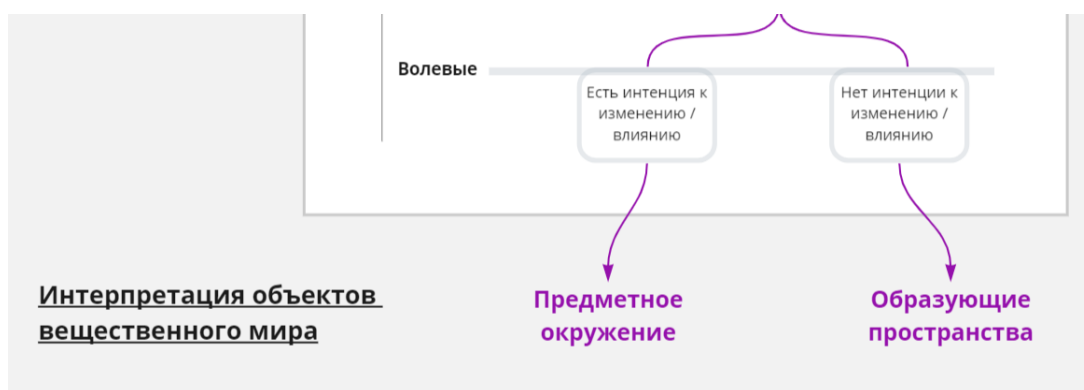 Волевые
Есть интенция к
изменению /
влиянию
Нет интенции к
изменению /
влиянию
Интерпретация объектов
вещественного мира
Предметное
окружение
Образующие
пространства